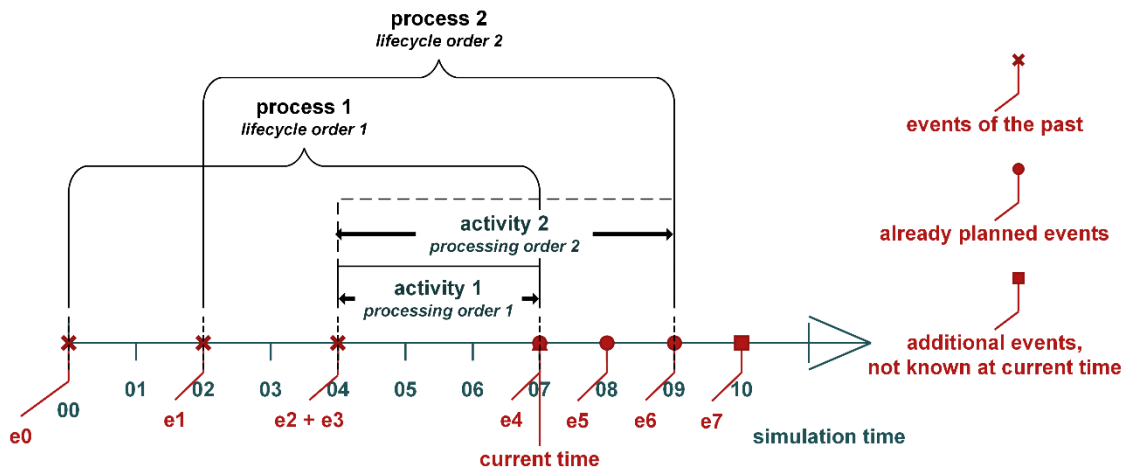 process 2
lifecycle order 2
process 1
lifecycle order 1
activity 2
processing order 2
activity 1
processing order 1
00
01
02
03
04
05
06
07
08
09
10
e0
e1
e2 + e3
e4
e5
e6
e7
simulation time
current time
events of the past
already planned events
additional events,
not known at current time